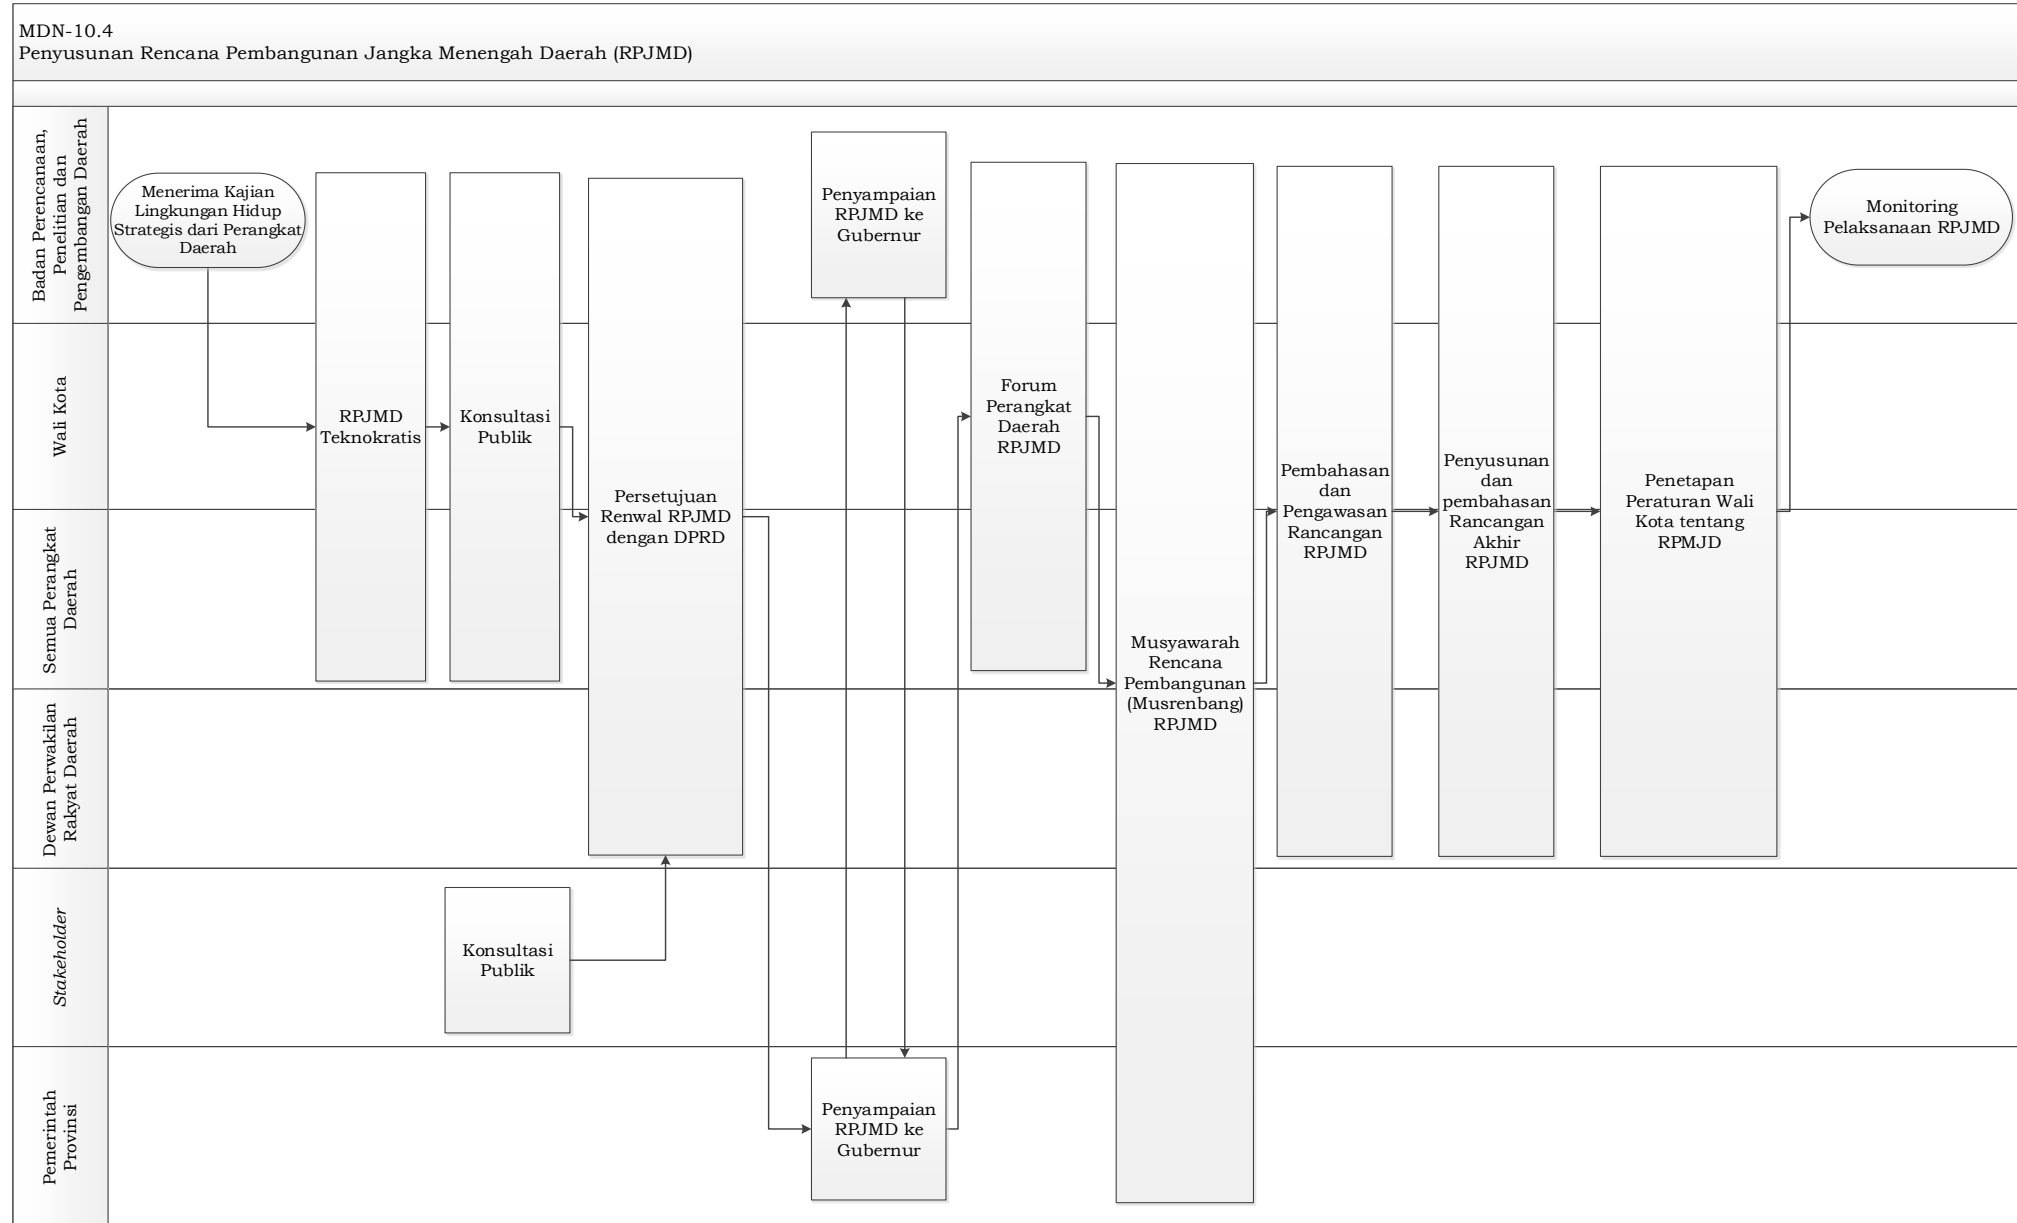 MDN-10.4
Penyusunan Rencana Pembangunan Jangka Menengah Daerah (RPJMD)
Badan Perencanaan,
Penelitian dan
Pengembangan Daerah
Menerima Kajian
Lingkungan Hidup
Strategis dari Perangkat
Daerah
Penyampaian
RPJMD ke
Gubernur
Monitoring
Pelaksanaan RPJMD
Wali Kota
RPJMD
Teknokratis
Konsultasi
Publik
Persetujuan
Renwal RPJMD
dengan DPRD
Forum
Perangkat
Daerah
RPJMD
Musyawarah
Rencana
Pembangunan
(Musrenbang)
RPJMD
Pembahasan
dan
Pengawasan
Rancangan
RPJMD
Penyusunan
dan
pembahasan
Rancangan
Akhir
RPJMD
Penetapan
Peraturan Wali
Kota tentang
RPMJD
Semua Perangkat
Daerah
Dewan Perwakilan
Rakyat Daerah
Stakeholder
Konsultasi
Publik
Pemerintah
Provinsi
Penyampaian
RPJMD ke
Gubernur